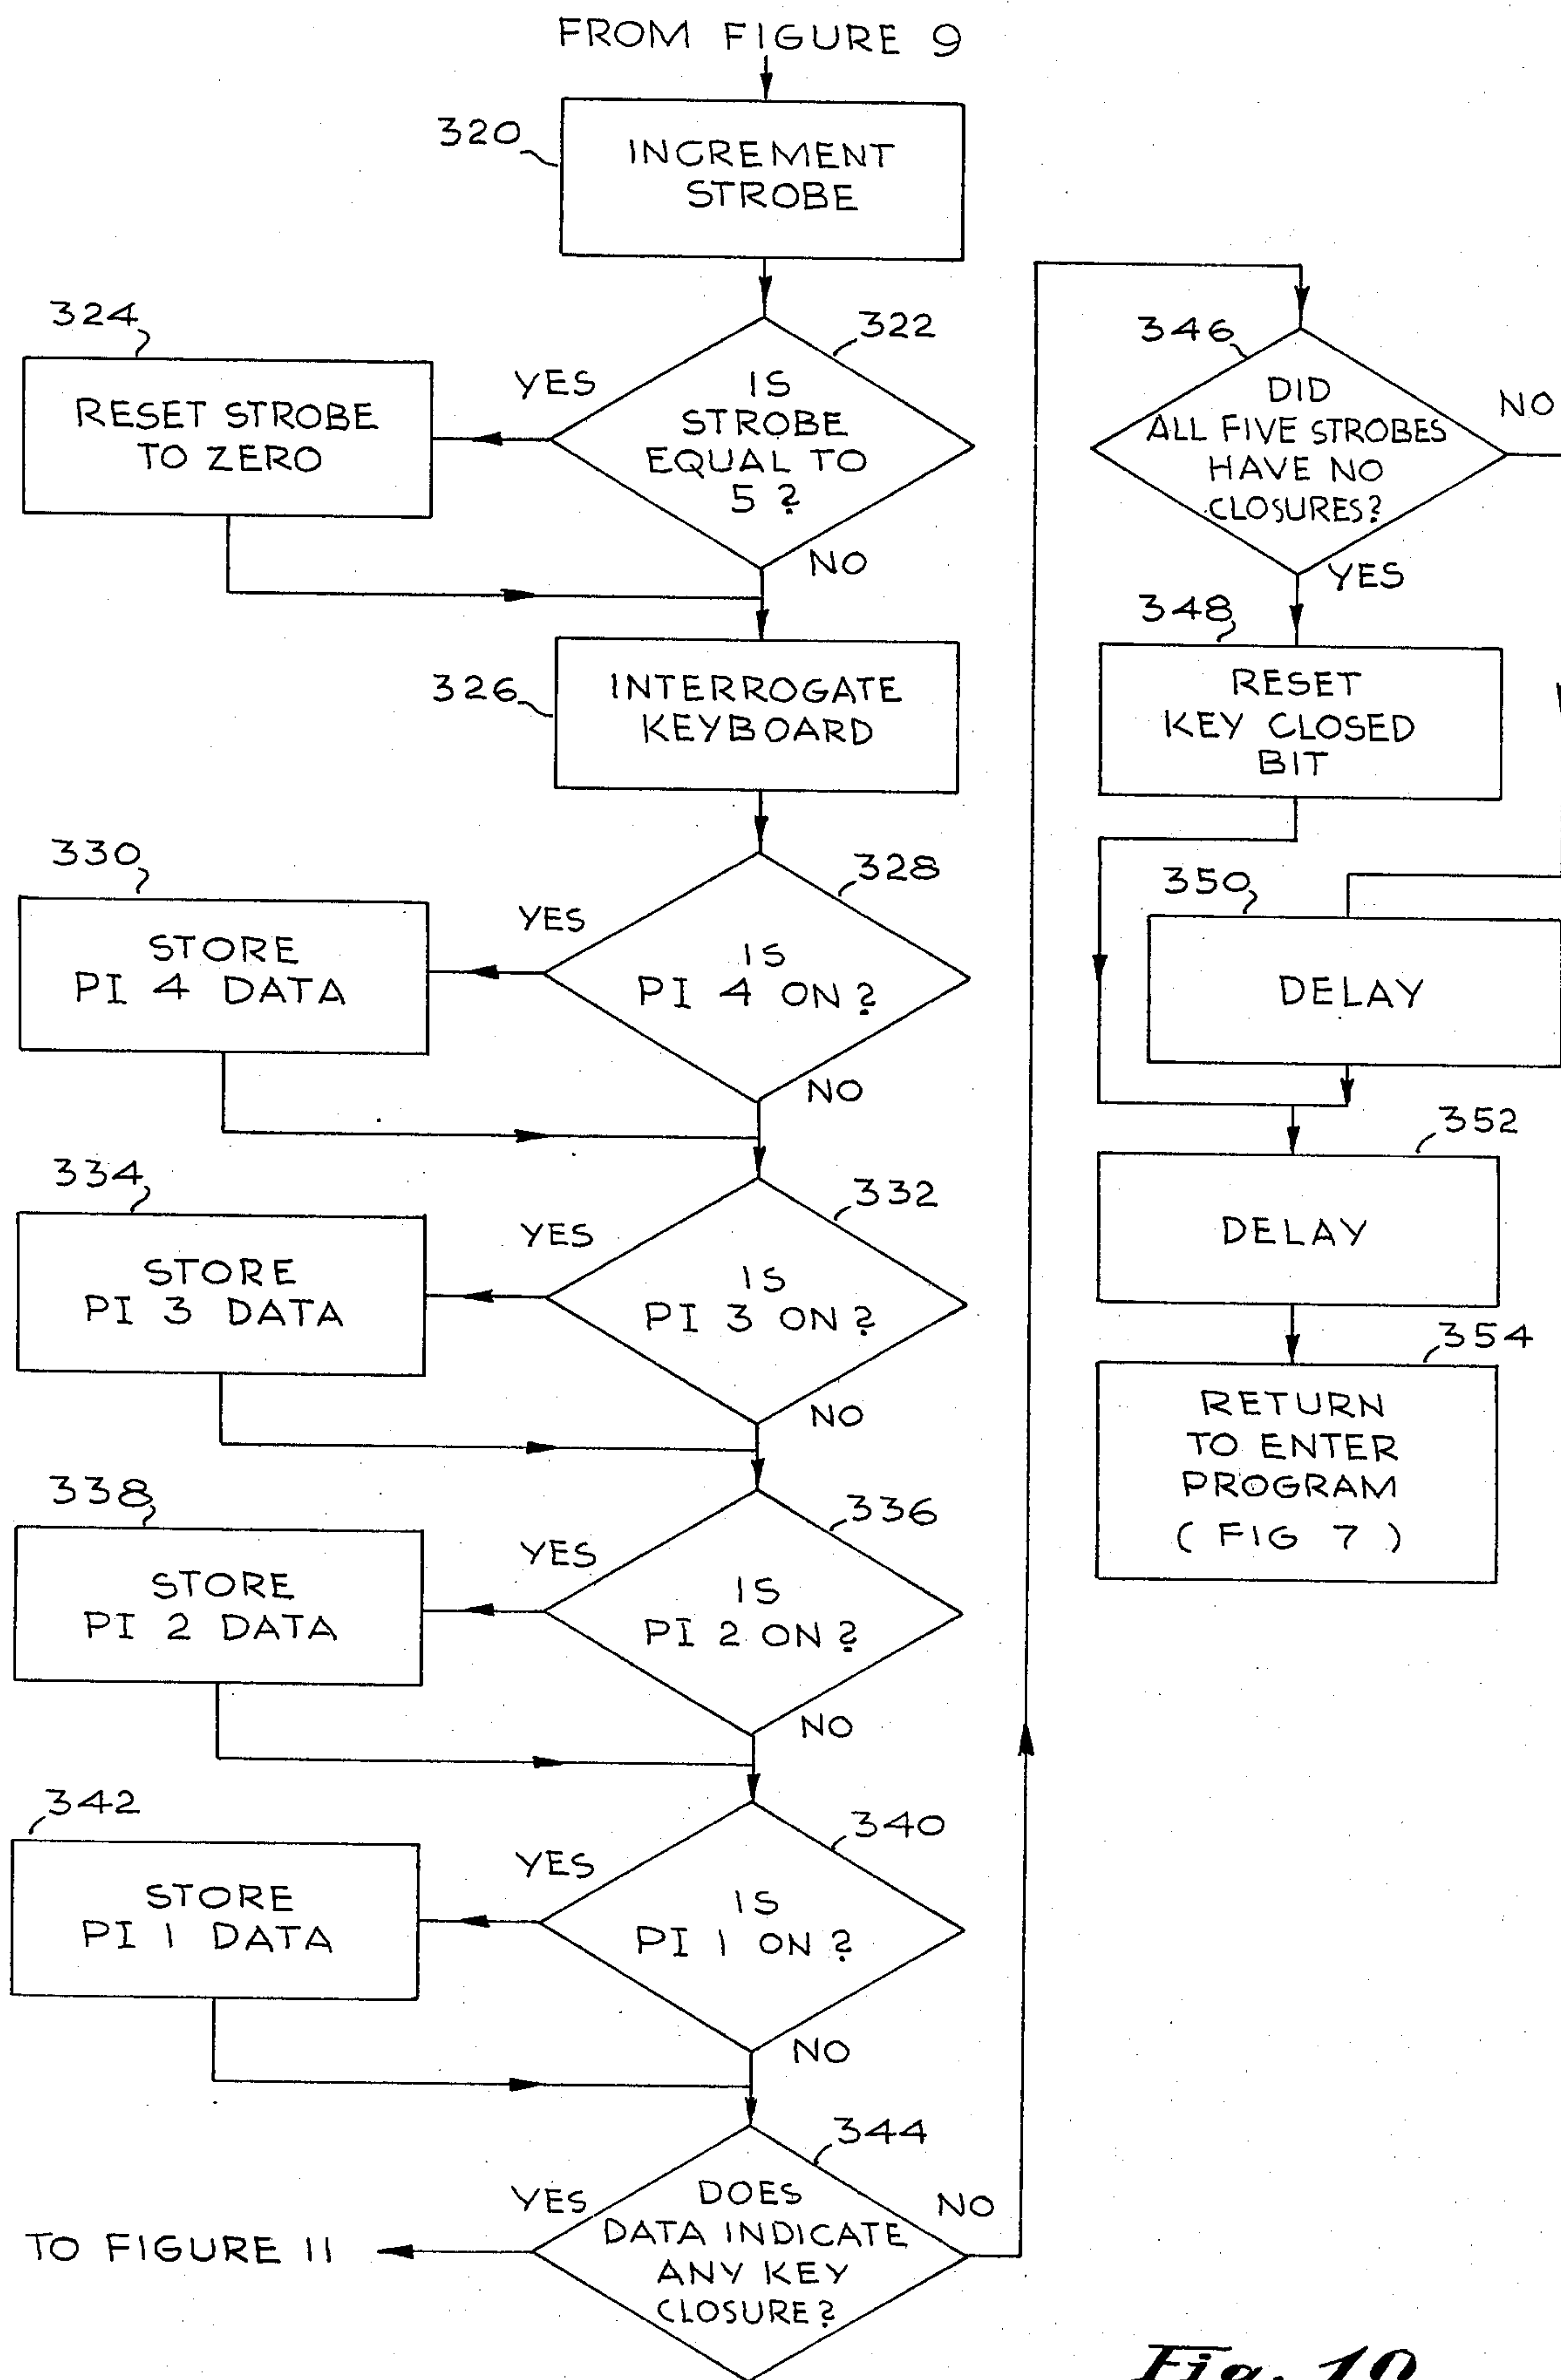 FROM FIGURE 9
320
INCREMENT
STROBE
324
322
YES
IS
STROBE
EQUAL TO
5 ?
RESET STROBE
TO ZERO
NO
326
INTERROGATE
KEYBOARD
330
328
YES
IS
PI 4 ON ?
STORE
PI 4 DATA
NO
334
332
YES
IS
PI 3 ON ?
STORE
PI 3 DATA
NO
338
336
YES
IS
PI 2 ON ?
STORE
PI 2 DATA
NO
342
340
YES
IS
PI 1 ON ?
STORE
PI 1 DATA
NO
344
YES
DOES
DATA INDICATE
ANY KEY
CLOSURE?
NO
TO FIGURE 11
346
DID
ALL FIVE STROBES
HAVE NO
CLOSURES?
NO
YES
348
RESET
KEY CLOSED
BIT
350
DELAY
352
DELAY
354
RETURN
TO ENTER
PROGRAM
( FIG 7 )
Fig. 10